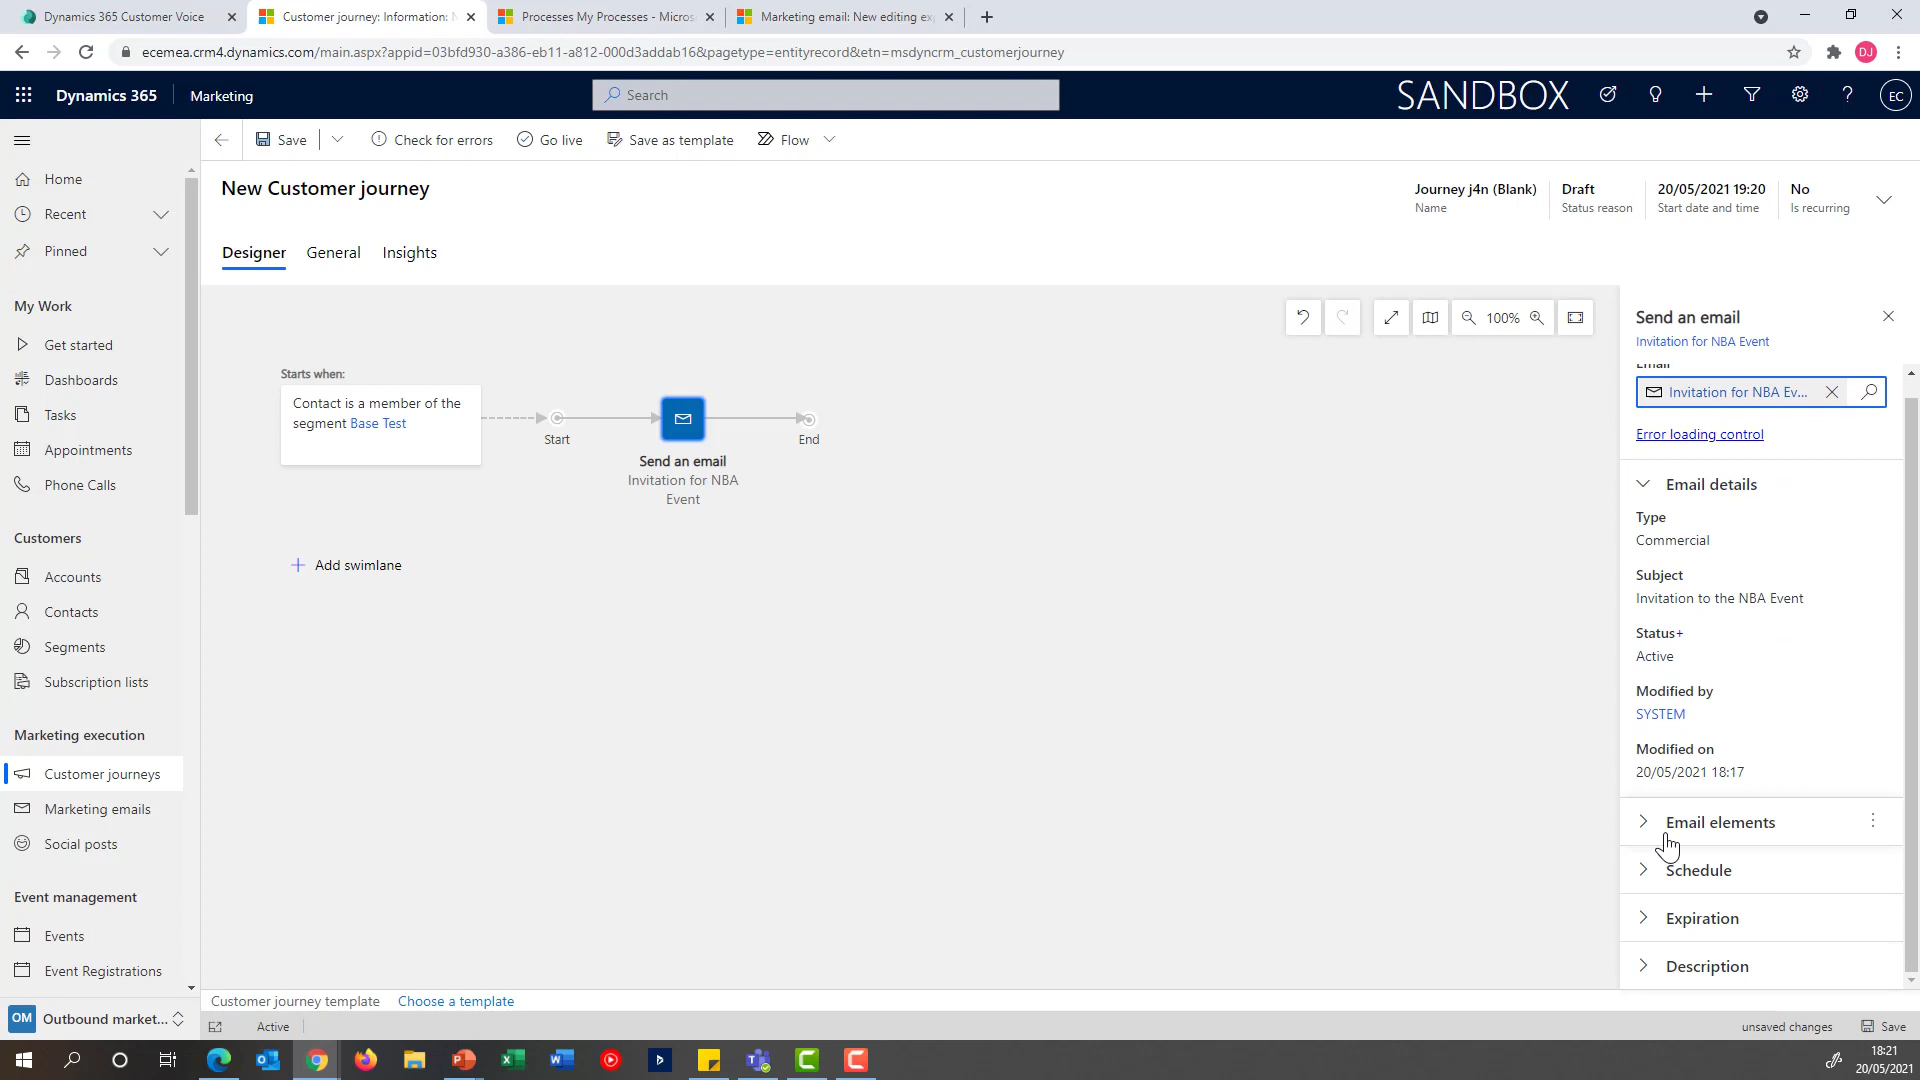 Dynamics 365 Customer Voice
Customer journey: Information: N
Processes My Processes - Micros
Marketing email: New editing exp
DJ
ecemea.crm4.dynamics.com/main.aspx?appid=03bfd930-a386-eb11-a812-000d3addab16&pagetype=entityrecord&etn=msdyncrm_customerjourney
Dynamics 365
Marketing
Search
SANDBOX
EC
Save
Check for errors
Go live
Save as template
Flow
Home
Recent
Pinned
My Work
Get started
Dashboards
Tasks
Appointments
Phone Calls
Customers
Accounts
Contacts
Segments
Subscription lists
Marketing execution
Customer journeys
Marketing emails
Social posts
Event management
Events
Event Registrations
OM
Outbound market...
New Customer journey
Journey j4n (Blank)
Name
Draft
Status reason
20/05/2021 19:20
Start date and time
No
Is recurring
Designer
General
Insights
100%
Starts when:
Contact is a member of the
segment Base Test
Start
Send an email
Invitation for NBA
Event
End
Add swimlane
Send an email
Invitation for NBA Event
Email
Invitation for NBA Ev...
Error loading control
Email details
Type
Commercial
Subject
Invitation to the NBA Event
Status+
Active
Modified by
SYSTEM
Modified on
20/05/2021 18:17
Email elements
Schedule
Expiration
Description
Customer journey template
Choose a template
Active
unsaved changes
Save
18:21
20/05/2021